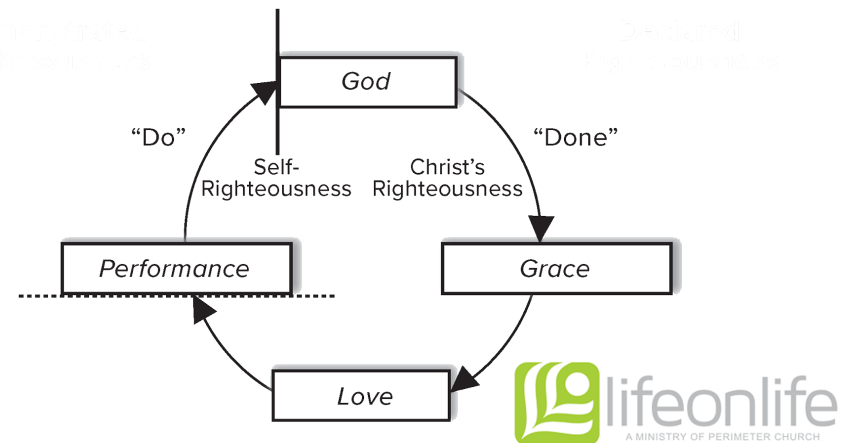 God
"Do"
"Done"
Self-
Righteousness
Christ's
Righteousness
Performance
Grace
Love
lifeonlife
A MINISTRY OF PERIMETER CHURCH